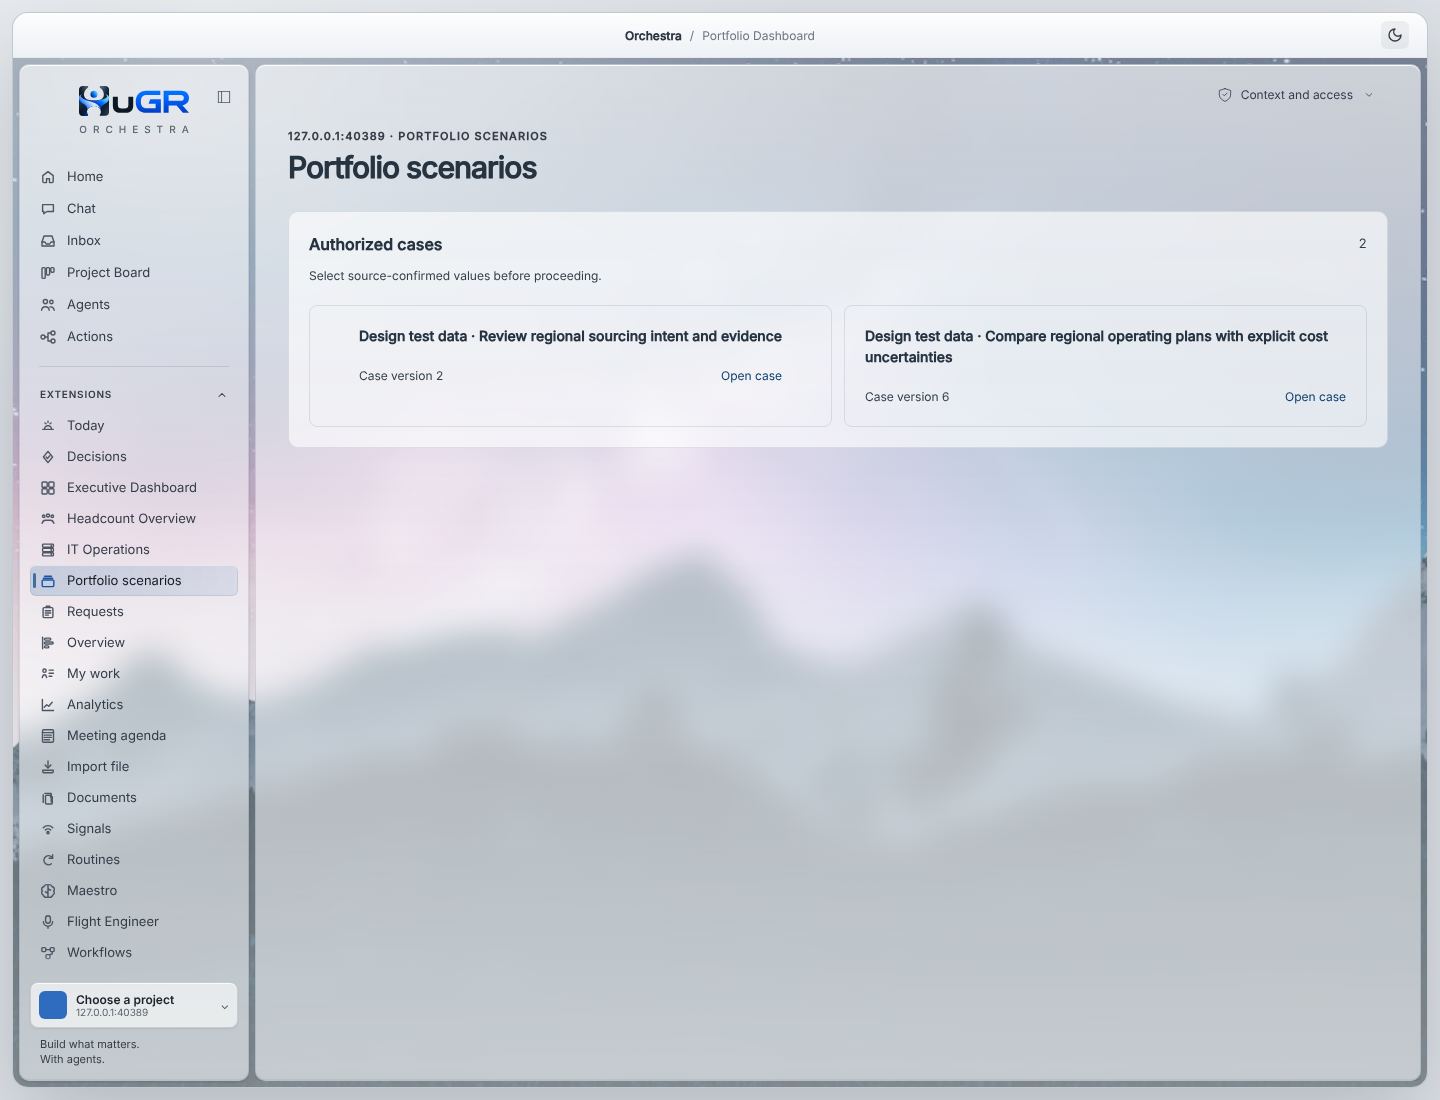 Orchestra / Portfolio Dashboard
HuGR
ORCHESTRA
Home
Chat
Inbox
Project Board
Agents
Actions
EXTENSIONS
Today
Decisions
Executive Dashboard
Headcount Overview
IT Operations
Portfolio scenarios
Requests
Overview
My work
Analytics
Meeting agenda
Import file
Documents
Signals
Routines
Maestro
Flight Engineer
Workflows
Choose a project
127.0.0.1:40389
Build what matters.
With agents.
Context and access
127.0.0.1:40389 · PORTFOLIO SCENARIOS
Portfolio scenarios
Authorized cases
2
Select source-confirmed values before proceeding.
Design test data · Review regional sourcing intent and evidence
Case version 2
Open case
Design test data · Compare regional operating plans with explicit cost
uncertainties
Case version 6
Open case